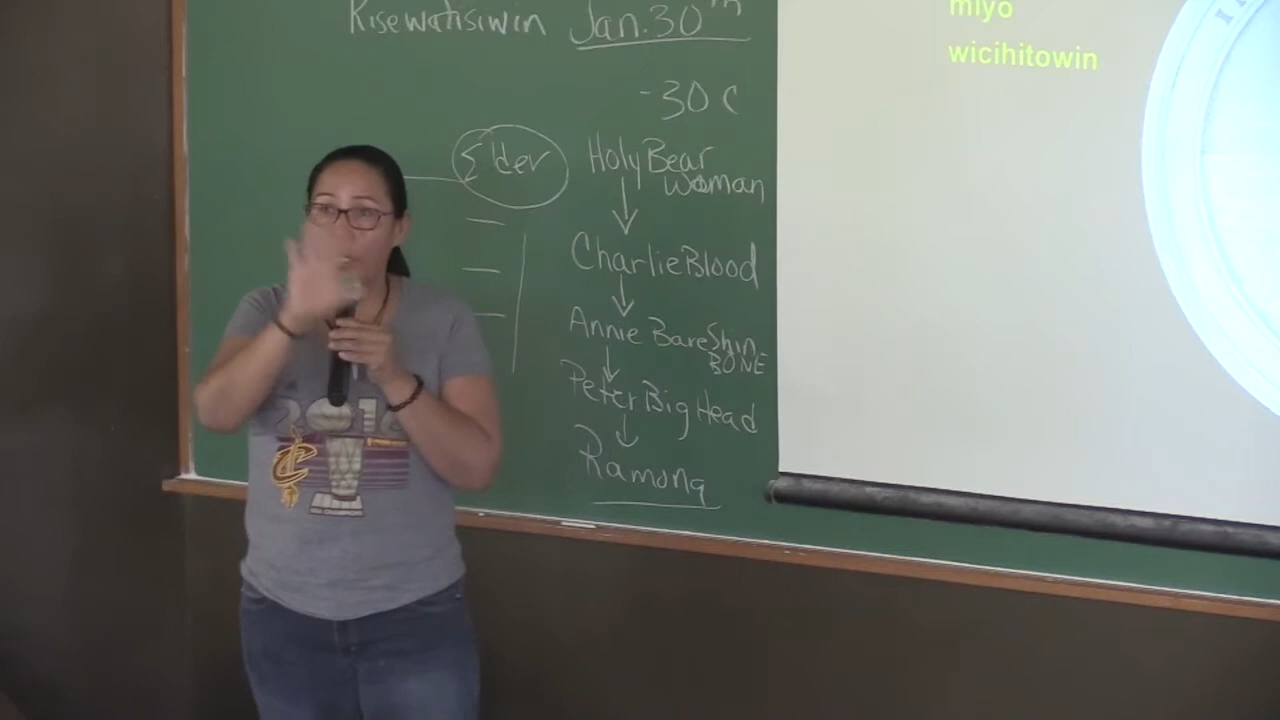 Kisewatisiwin Jan. 30th
-30 C
Elder
Holy Bear
Woman
Charlie Blood
Annie Bare Shin
BONE
Peter Big Head
Ramona
miyo
wicihitowin
2016
C